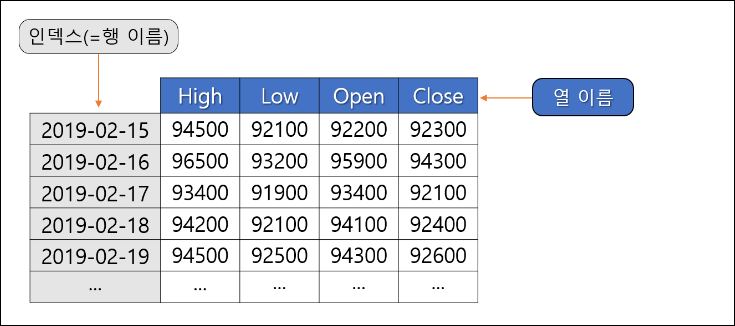 인덱스(=행 이름)
High Low Open Close
열 이름
2019-02-15 94500 92100 92200 92300
2019-02-16 96500 93200 95900 94300
2019-02-17 93400 91900 93400 92100
2019-02-18 94200 92100 94100 92400
2019-02-19 94500 92500 94300 92600
... ... ... ... ...